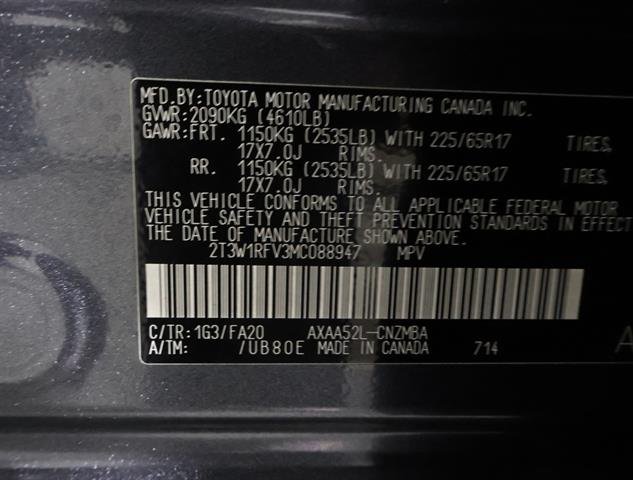 MFD.BY:TOYOTA MOTOR MANUFACTURING CANADA INC.
GVWR:2090KG (4610LB)
GAWR:FRT. 1150KG (2535LB) WITH 225/65R17 TIRES,
17X7.0J RIMS.
RR. 1150KG (2535LB) WITH 225/65R17 TIRES,
17X7.0J RIMS.
THIS VEHICLE CONFORMS TO ALL APPLICABLE FEDERAL MOTOR
VEHICLE SAFETY AND THEFT PREVENTION STANDARDS IN EFFECT
THE DATE OF MANUFACTURE SHOWN ABOVE.
2T3W1RFV3MC088947 MPV
C/TR:1G3/FA20 AXAA52L-CNZMBA
A/TM: /UB80E MADE IN CANADA 714
A